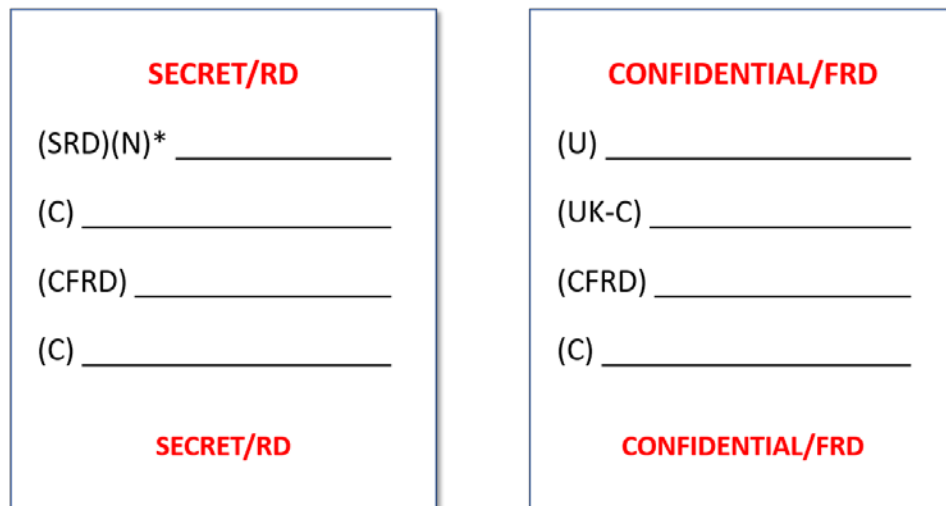 SECRET/RD
(SRD)(N)*
(C)
(CFRD)
(C)
SECRET/RD
CONFIDENTIAL/FRD
(U)
(UK-C)
(CFRD)
(C)
CONFIDENTIAL/FRD